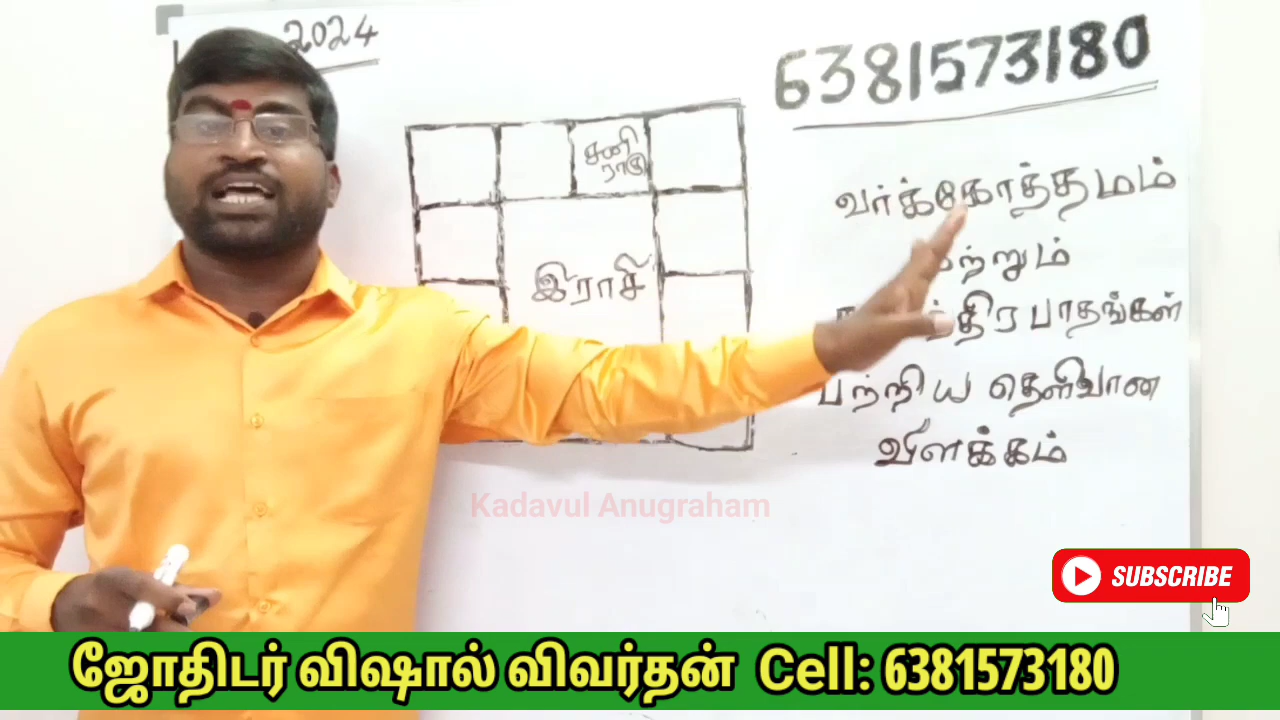 2024
6381573180
சனி
ராகு
இராசி
வர்க்கோத்தமம்
பற்றிய தெளிவான
விளக்கம்
Kadavul Anugraham
SUBSCRIBE
ஜோதிடர் விஷால் விவர்தன் Cell: 6381573180